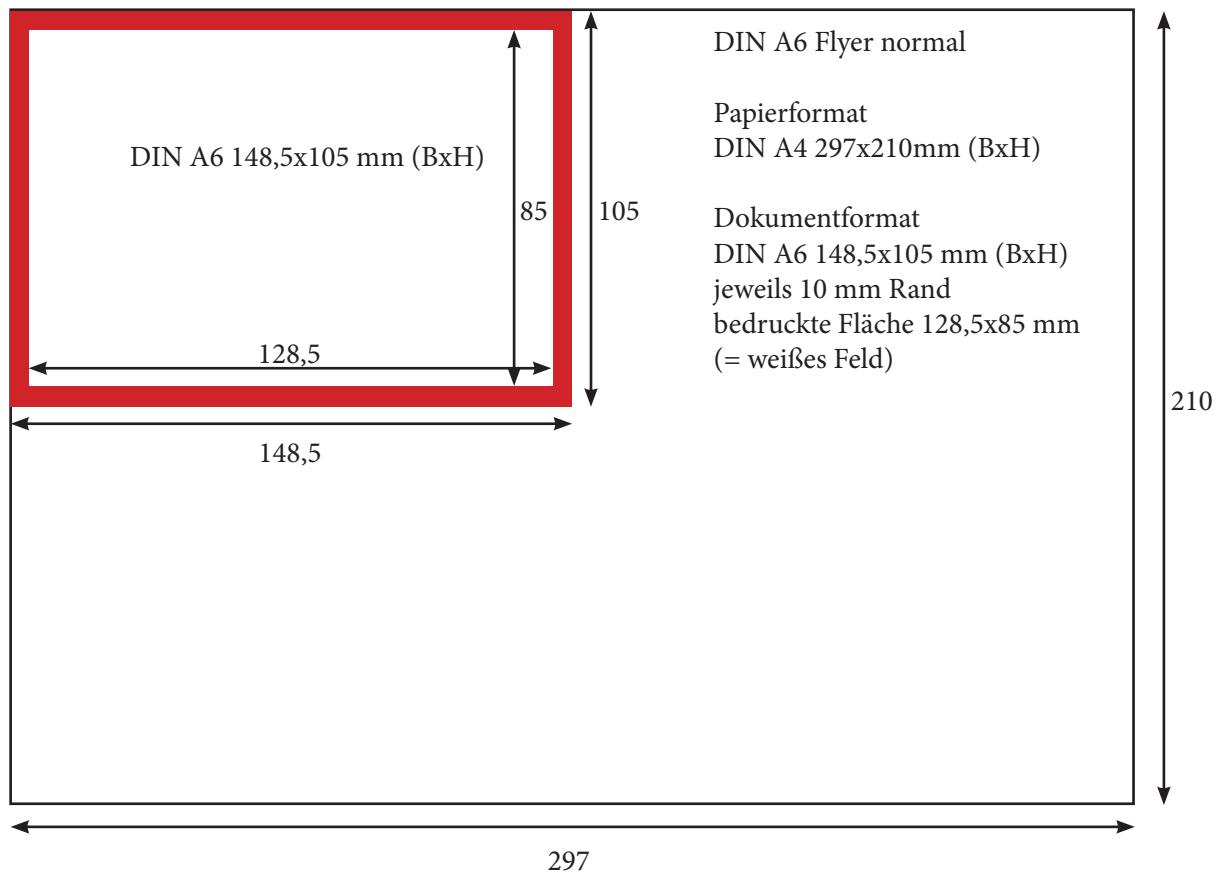 DIN A6 Flyer normal
Papierformat
DIN A4 297x210mm (BxH)
Dokumentformat
DIN A6 148,5x105 mm (BxH)
jeweils 10 mm Rand
bedruckte Fläche 128,5x85 mm
(= weißes Feld)
DIN A6 148,5x105 mm (BxH)
85
105
128,5
148,5
210
297